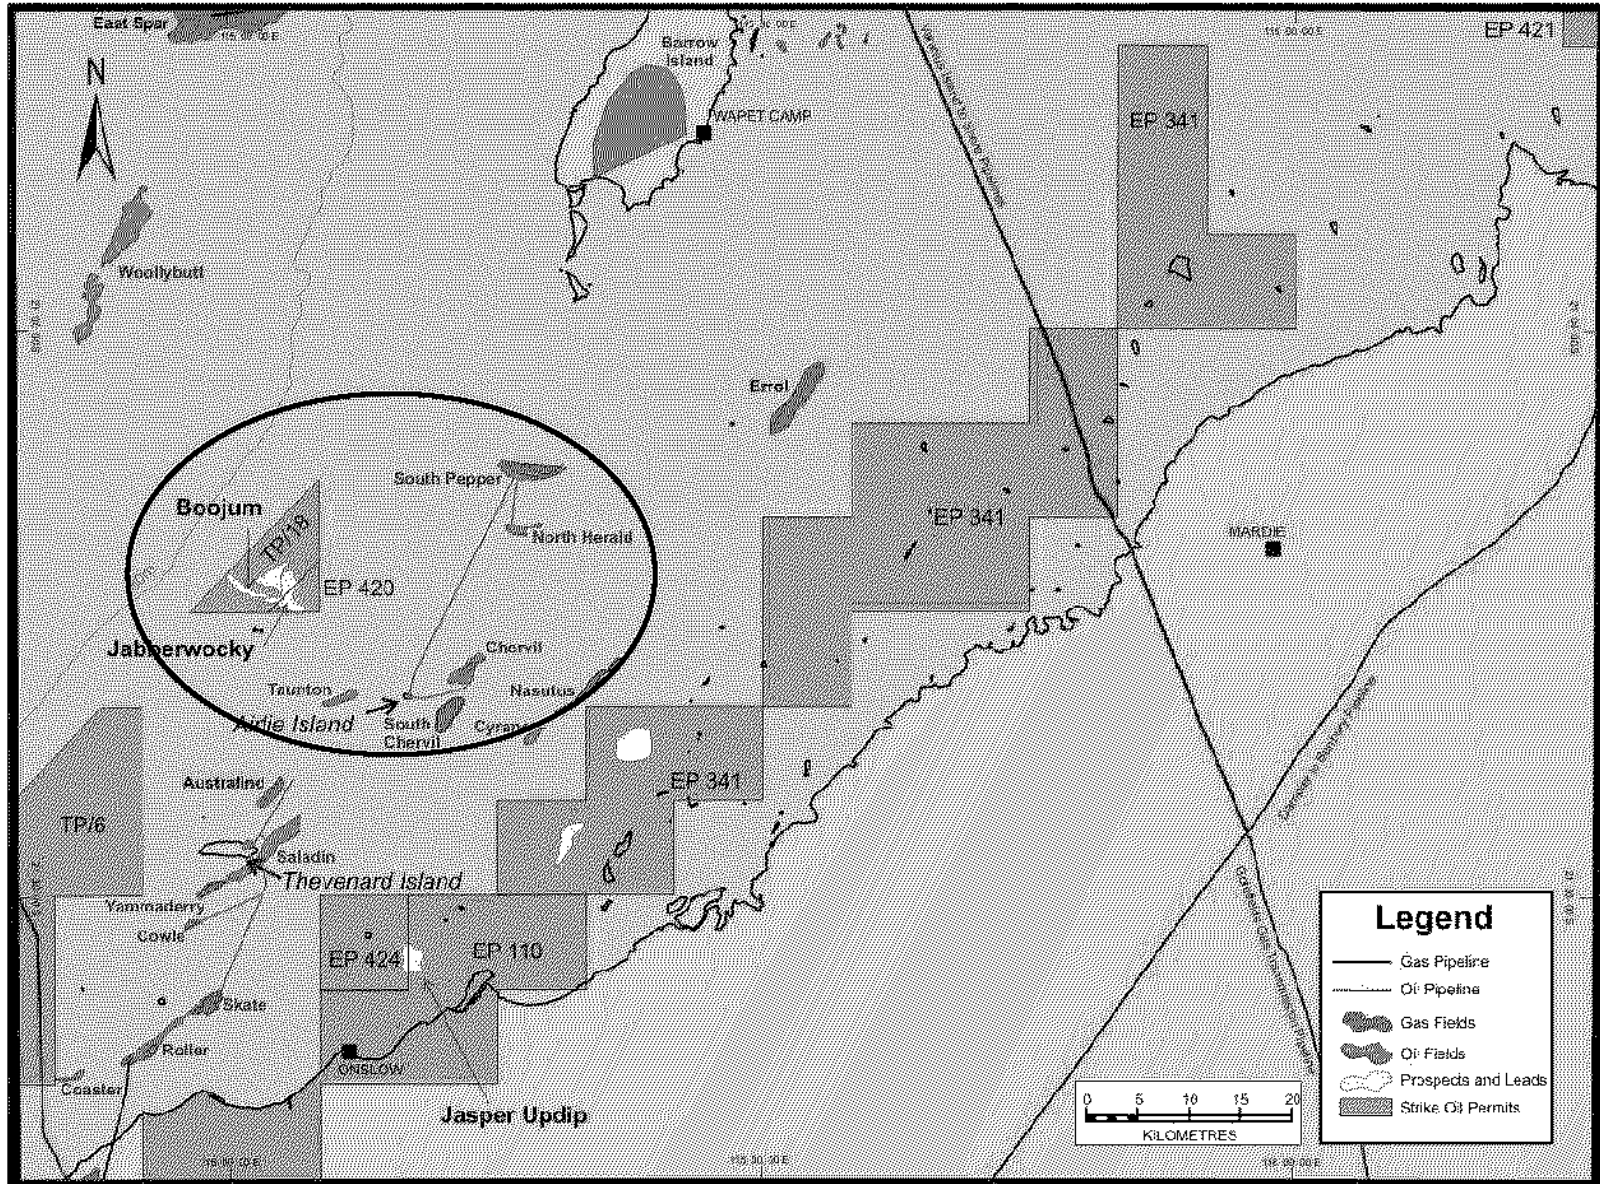 East Spar
EP 421
Barrow
Island
N
WAPET CAMP
EP 341
Woollybutt
Errol
South Pepper
Boojum
TP/18
North Herald
EP 341
MARDIE
EP 420
Jabberwocky
Chervil
Taunton
Nasutus
Airlie Island
South
Chervil
Cyrano
Australind
EP 341
TP/6
Saladin
Thevenard Island
Yammaderry
Cowle
EP 424
EP 110
Skate
Roller
ONSLOW
Coaster
Jasper Updip
Legend
Gas Pipeline
Oil Pipeline
Gas Fields
Oil Fields
Prospects and Leads
Strike Oil Permits
0 5 10 15 20
KILOMETRES